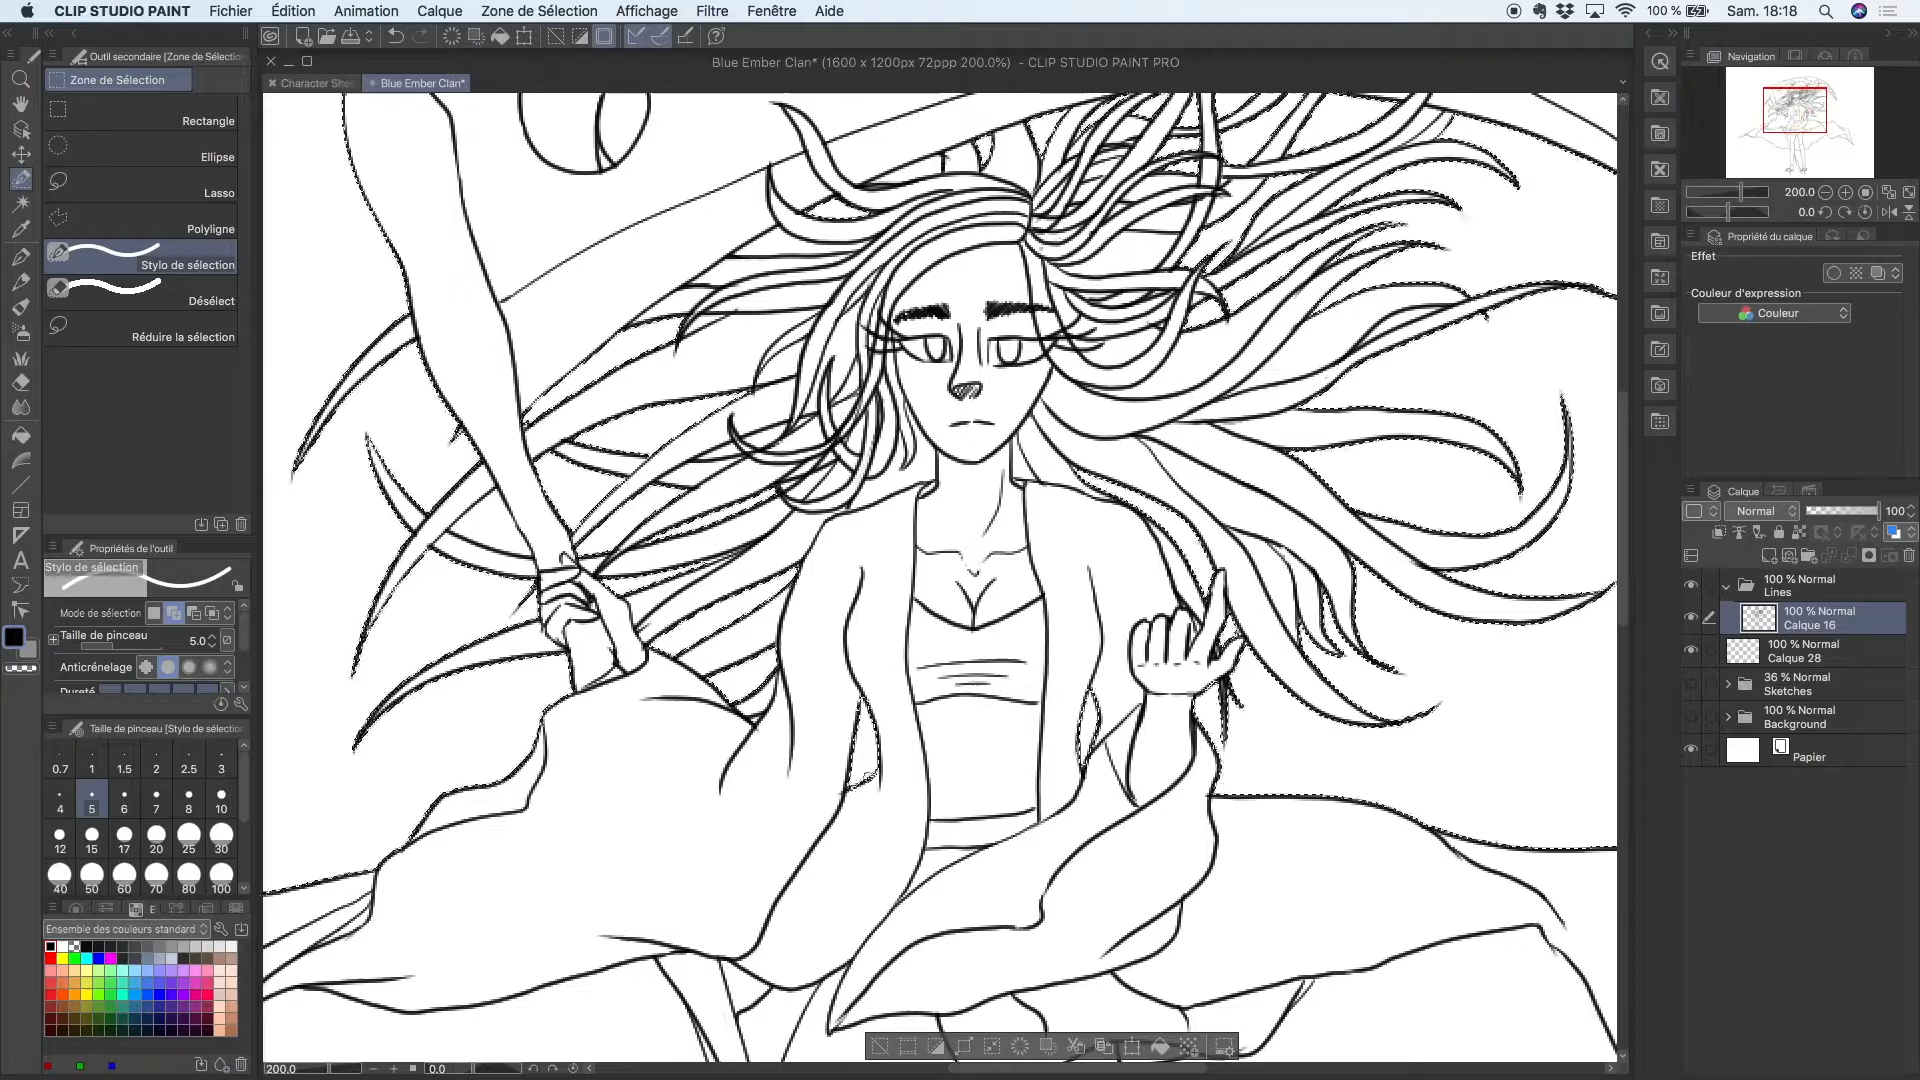 CLIP STUDIO PAINT Fichier Édition Animation Calque Zone de Sélection Affichage Filtre Fenêtre Aide
100 % Sam. 18:18
Outil secondaire [Zone de Sélection
Zone de Sélection
Rectangle
Ellipse
Lasso
Polyligne
Stylo de sélection
Désélect
Réduire la sélection
Propriétés de l'outil
Stylo de sélection
Mode de sélection
Taille de pinceau 5.0
Anticrénelage
Dureté
Taille de pinceau [Stylo de sélection
0.7 1 1.5 2 2.5 3
4 5 6 7 8 10
12 15 17 20 25 30
40 50 60 70 80 100
Ensemble des couleurs standard
Blue Ember Clan* (1600 x 1200px 72ppp 200.0%) - CLIP STUDIO PAINT PRO
Character She
Blue Ember Clan*
200.0 0.0
Navigation
200.0
0.0
Propriété du calque
Effet
Couleur d'expression
Couleur
Calque
Normal 100
100 % Normal
Lines
100 % Normal
Calque 16
100 % Normal
Calque 28
36 % Normal
Sketches
100 % Normal
Background
Papier